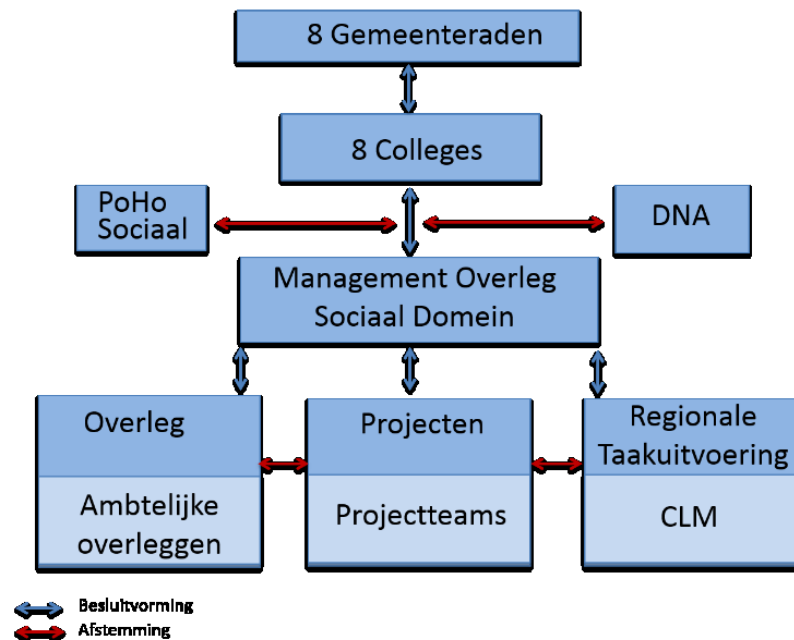 8 Gemeenteraden
8 Colleges
PoHo
Sociaal
DNA
Management Overleg
Sociaal Domein
Overleg
Projecten
Regionale
Taakuitvoering
Ambtelijke
overleggen
Projectteams
CLM
Besluitvorming
Afstemming